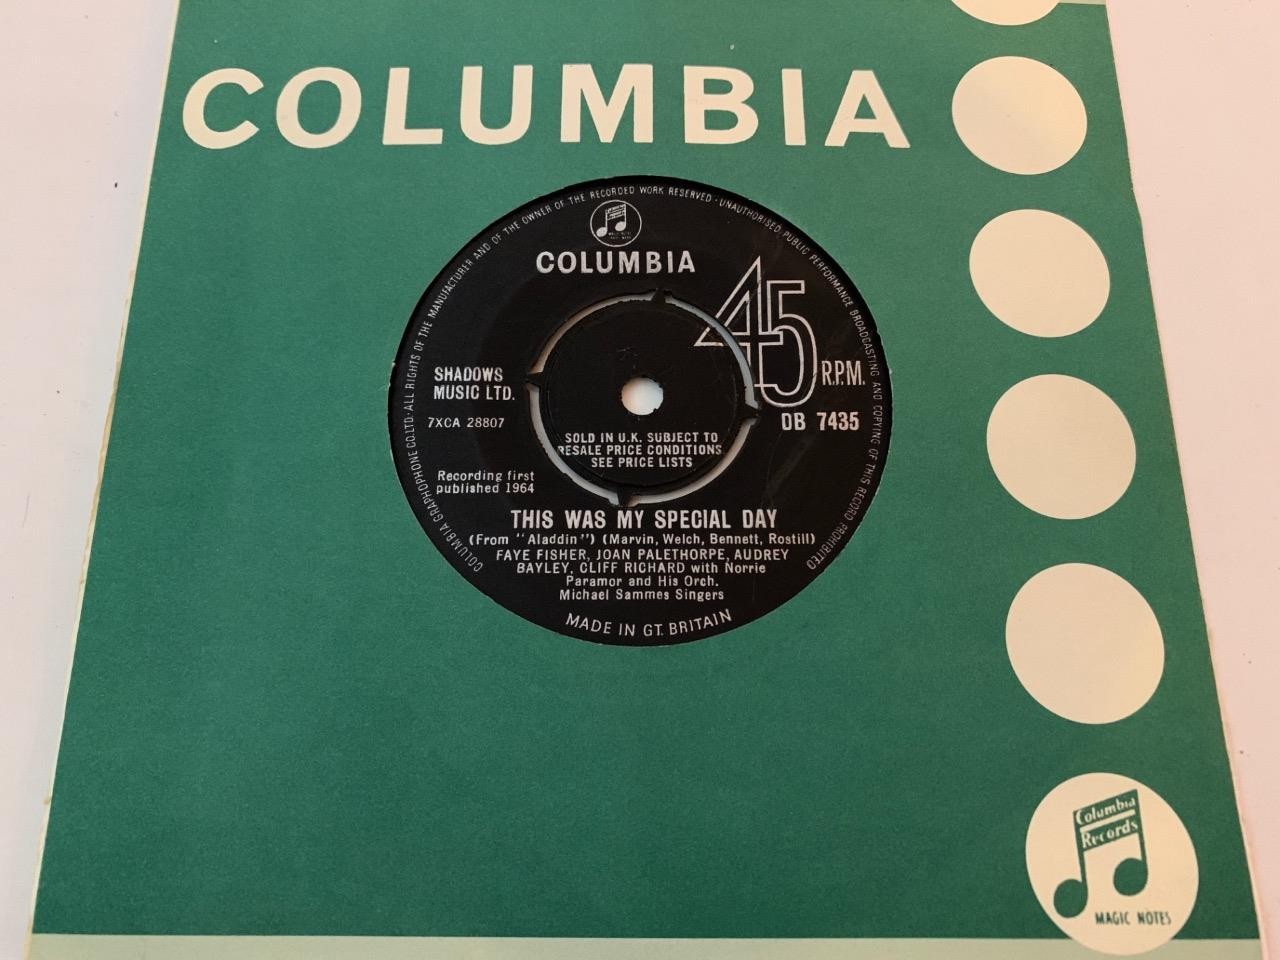 COLUMBIA
COLUMBIA GRAPHOPHONE CO.LTD·ALL RIGHTS OF THE MANUFACTURER AND OF THE OWNER OF THE RECORDED WORK RESERVED·UNAUTHORISED PUBLIC PERFORMANCE BROADCASTING AND COPYING OF THIS RECORD PROHIBITED
COLUMBIA
45
R.P.M.
SHADOWS
MUSIC LTD.
7XCA 28807
DB 7435
SOLD IN U.K. SUBJECT TO
RESALE PRICE CONDITIONS
SEE PRICE LISTS
Recording first
published 1964
THIS WAS MY SPECIAL DAY
(From "Aladdin") (Marvin, Welch, Bennett, Rostill)
FAYE FISHER, JOAN PALETHORPE, AUDREY
BAYLEY, CLIFF RICHARD with Norrie
Paramor and His Orch.
Michael Sammes Singers
MADE IN GT. BRITAIN
Columbia
Records
MAGIC NOTES